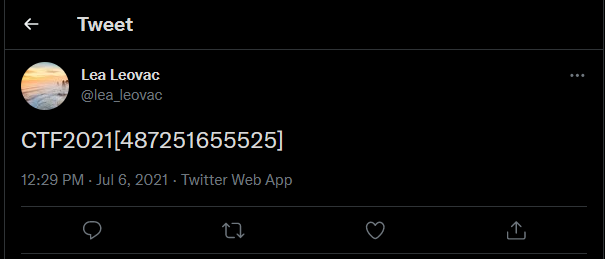 Tweet
Lea Leovac
@lea_leovac
CTF2021[487251655525]
12:29 PM · Jul 6, 2021 · Twitter Web App